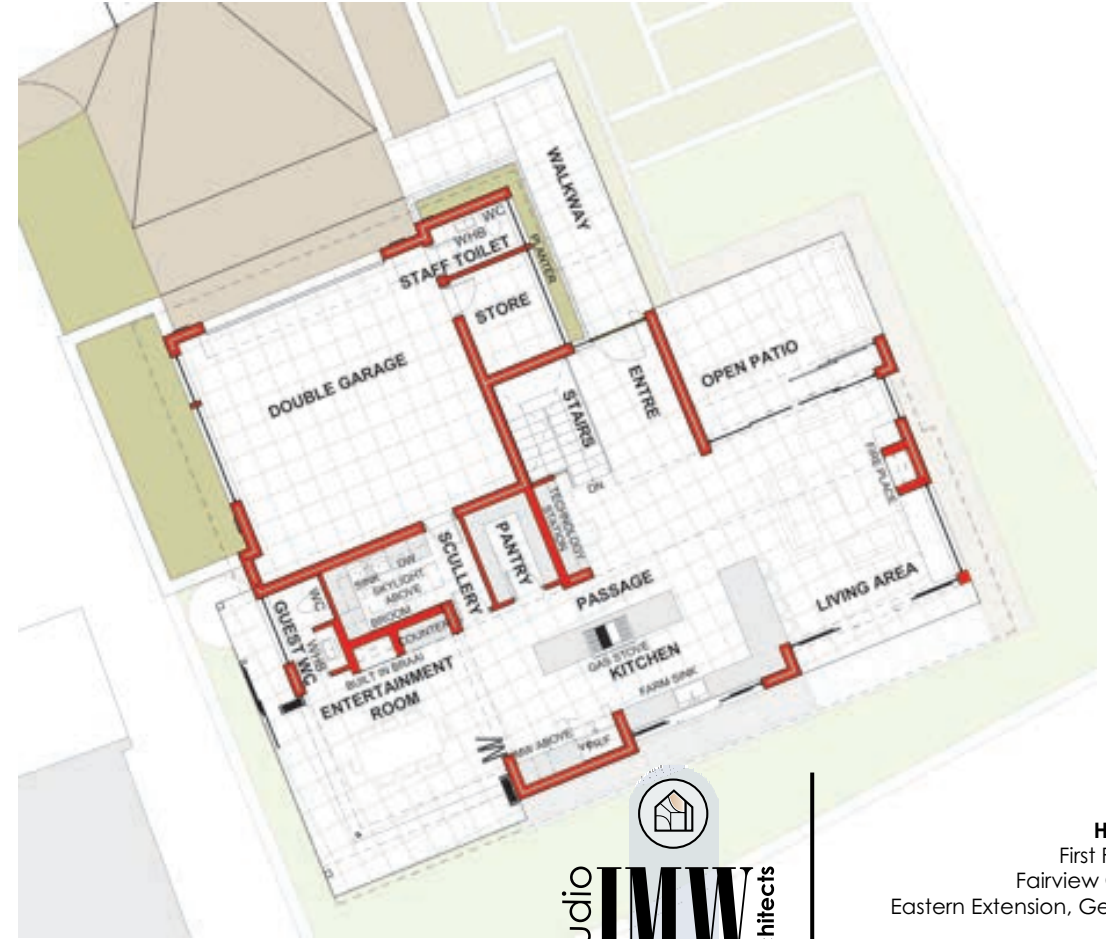 WALKWAY
WC
WHB
STAFF TOILET
PLANTER
STORE
DOUBLE GARAGE
OPEN PATIO
ENTRE
STAIRS
DN
FIRE PLACE
TECHNOLOGY
STATION
PANTRY
SCULLERY
SINK
DW
SKYLIGHT
ABOVE
BROOM
COUNTER
PASSAGE
LIVING AREA
GAS STOVE
KITCHEN
FARM SINK
GUEST WC
WC
WHB
BUILT IN BRAAI
ENTERTAINMENT
ROOM
MW ABOVE
udio
IMW
hitects
H
First F
Fairview
Eastern Extension, Ge